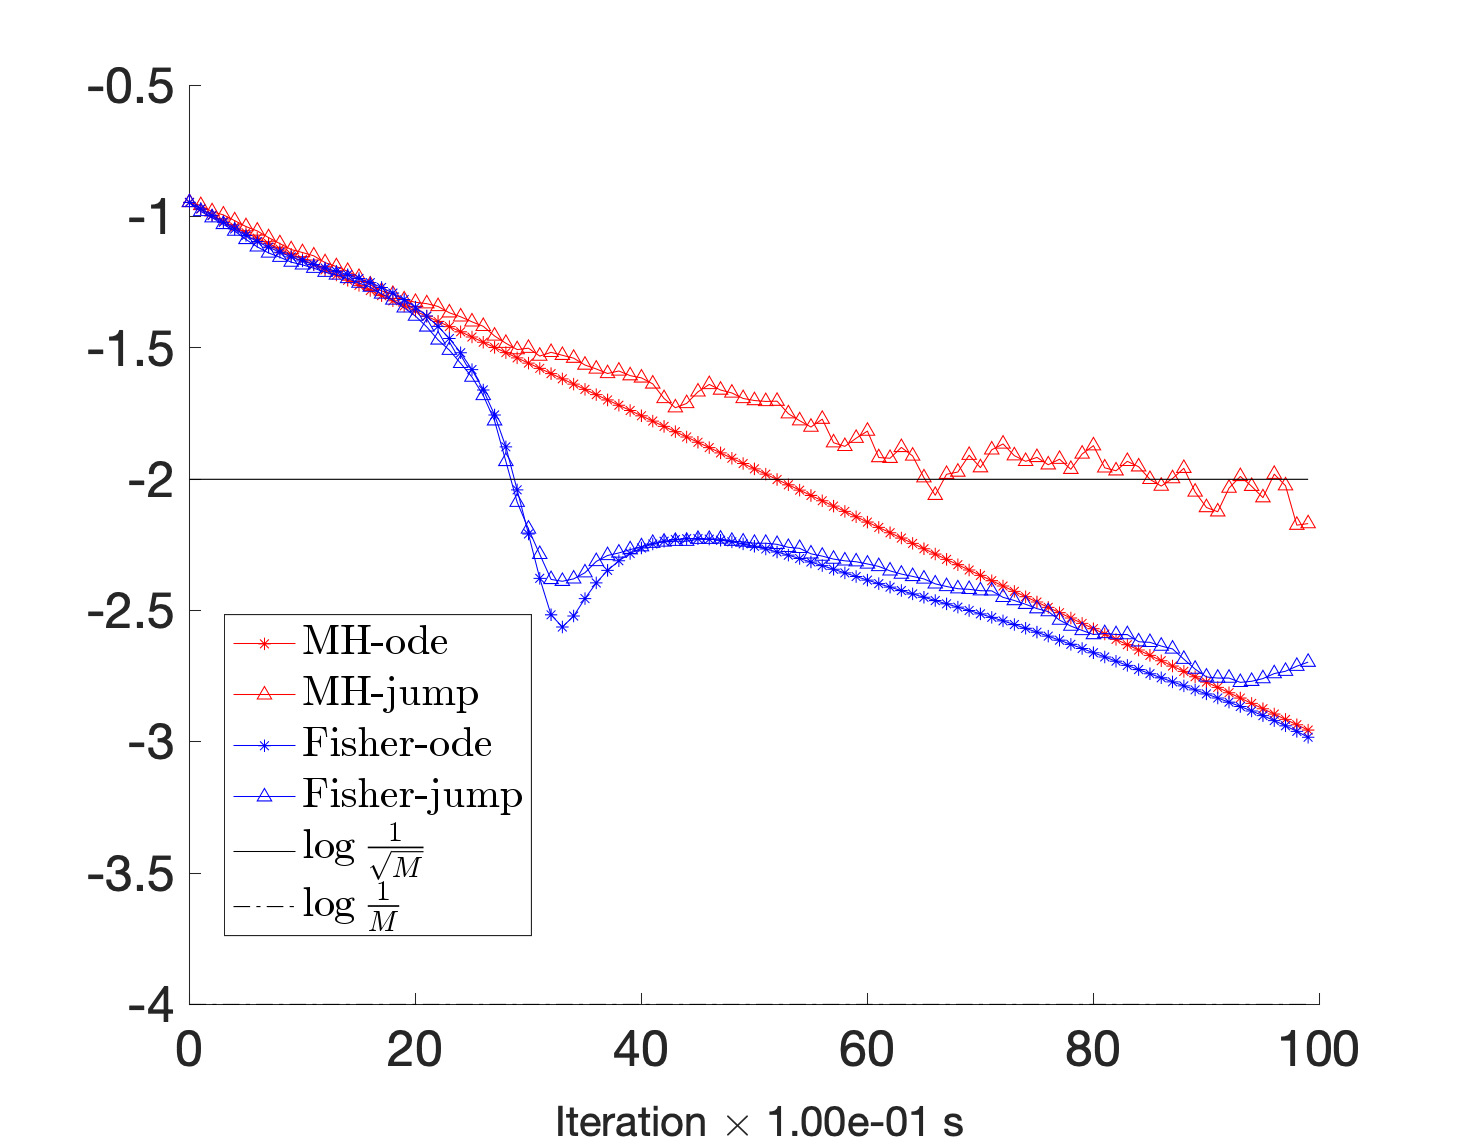 -0.5
-1
-1.5
-2
-2.5
-3
-3.5
-4
MH-ode
MH-jump
Fisher-ode
Fisher-jump
log 1/√M
log 1/M
0 20 40 60 80 100
Iteration × 1.00e-01 s